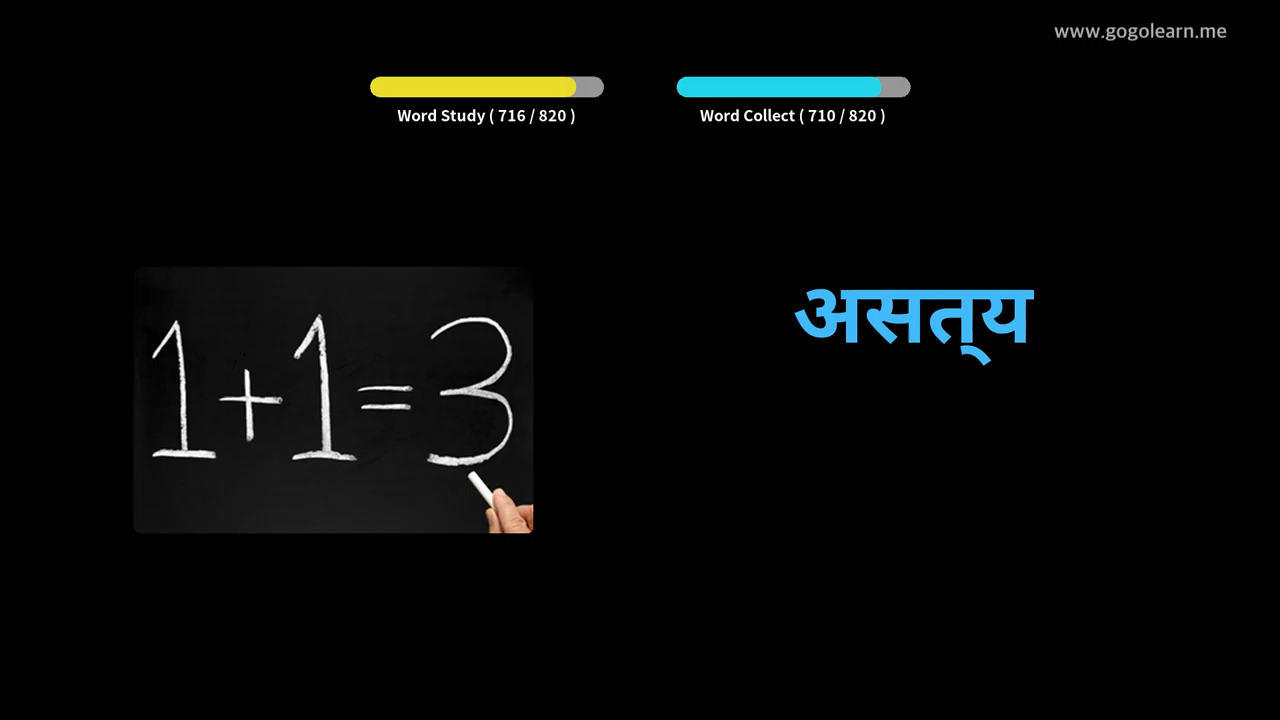 www.gogolearn.me
Word Study ( 716 / 820 )
Word Collect ( 710 / 820 )
1+1=3
असत्‌य